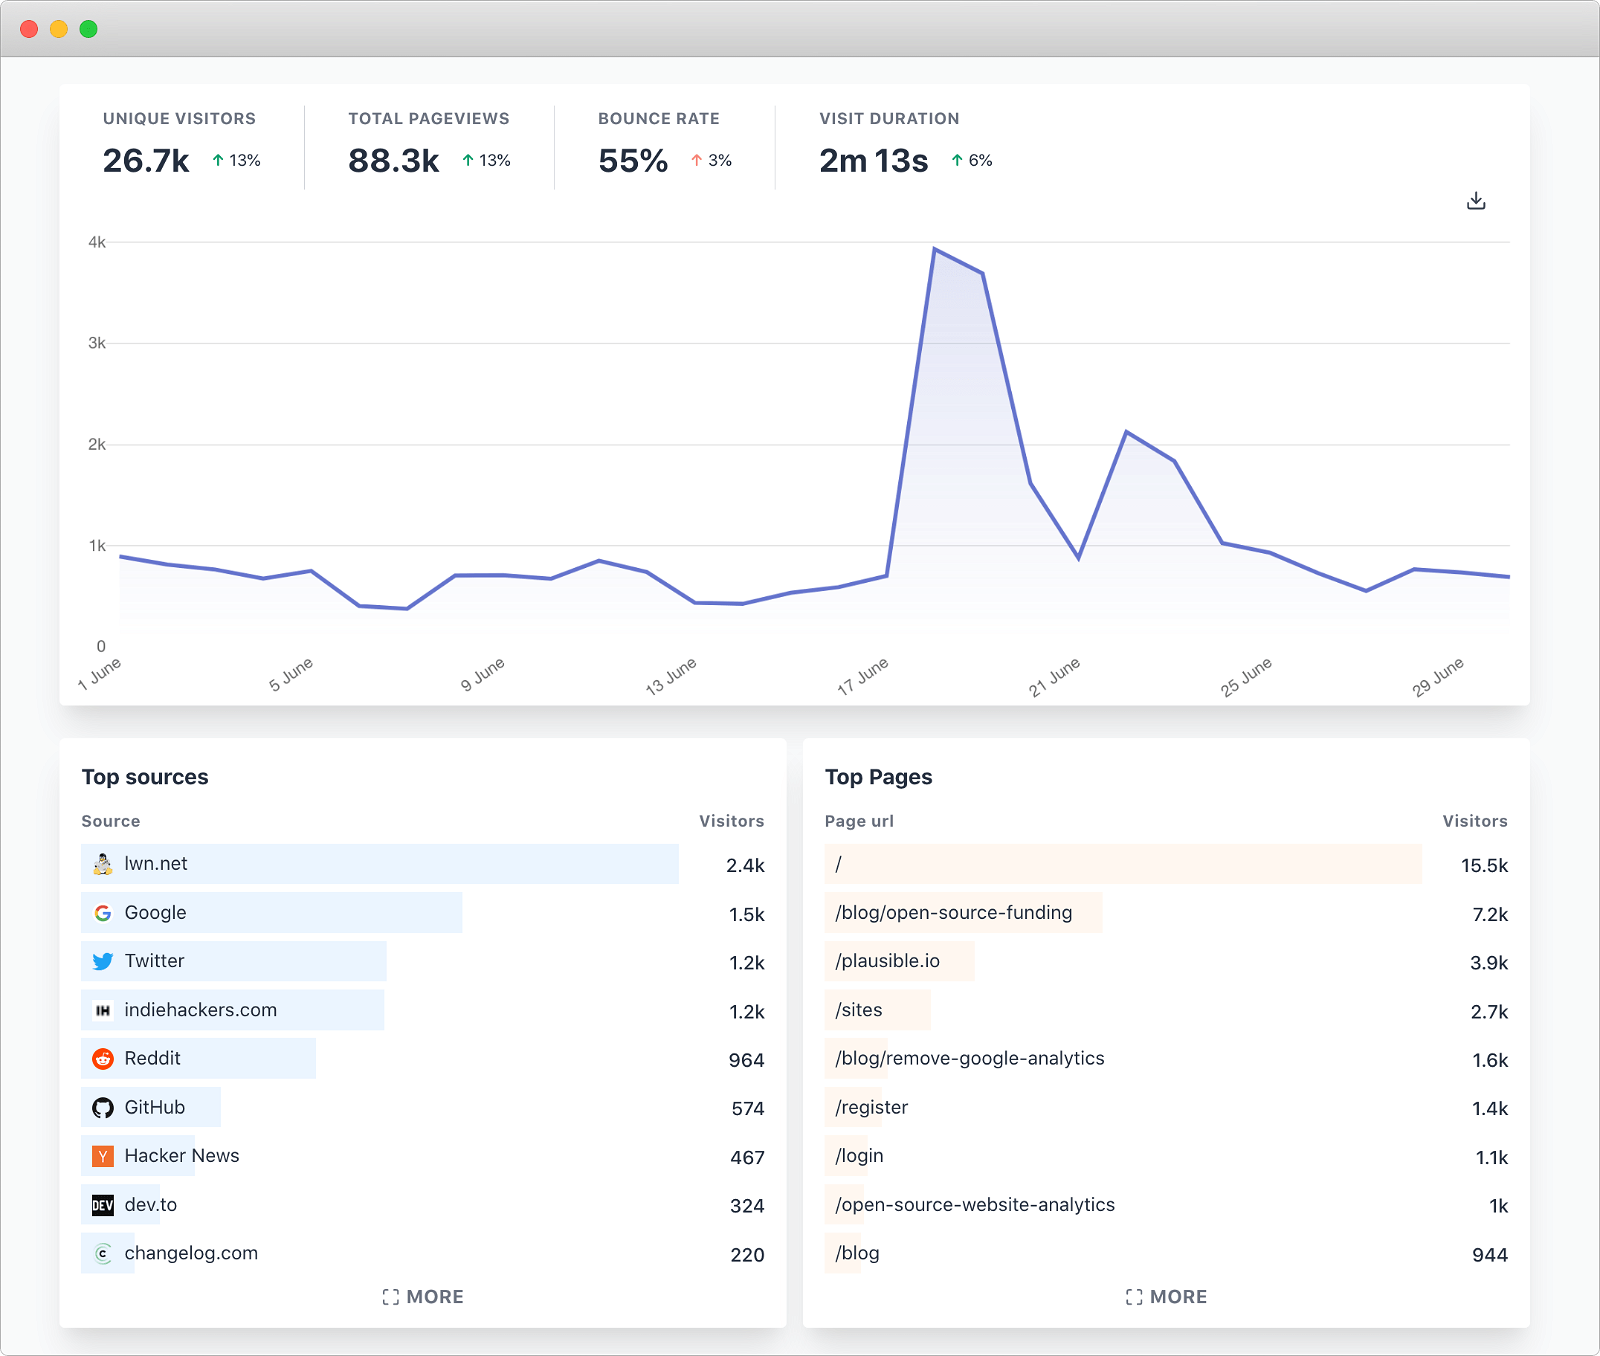 UNIQUE VISITORS
26.7k ↑ 13%
TOTAL PAGEVIEWS
88.3k ↑ 13%
BOUNCE RATE
55% ↑ 3%
VISIT DURATION
2m 13s ↑ 6%
4k
3k
2k
1k
0
1 June 5 June 9 June 13 June 17 June 21 June 25 June 29 June
Top sources
Source Visitors
lwn.net 2.4k
Google 1.5k
Twitter 1.2k
IH indiehackers.com 1.2k
Reddit 964
GitHub 574
Y Hacker News 467
DEV dev.to 324
C changelog.com 220
MORE
Top Pages
Page url Visitors
/ 15.5k
/blog/open-source-funding 7.2k
/plausible.io 3.9k
/sites 2.7k
/blog/remove-google-analytics 1.6k
/register 1.4k
/login 1.1k
/open-source-website-analytics 1k
/blog 944
MORE